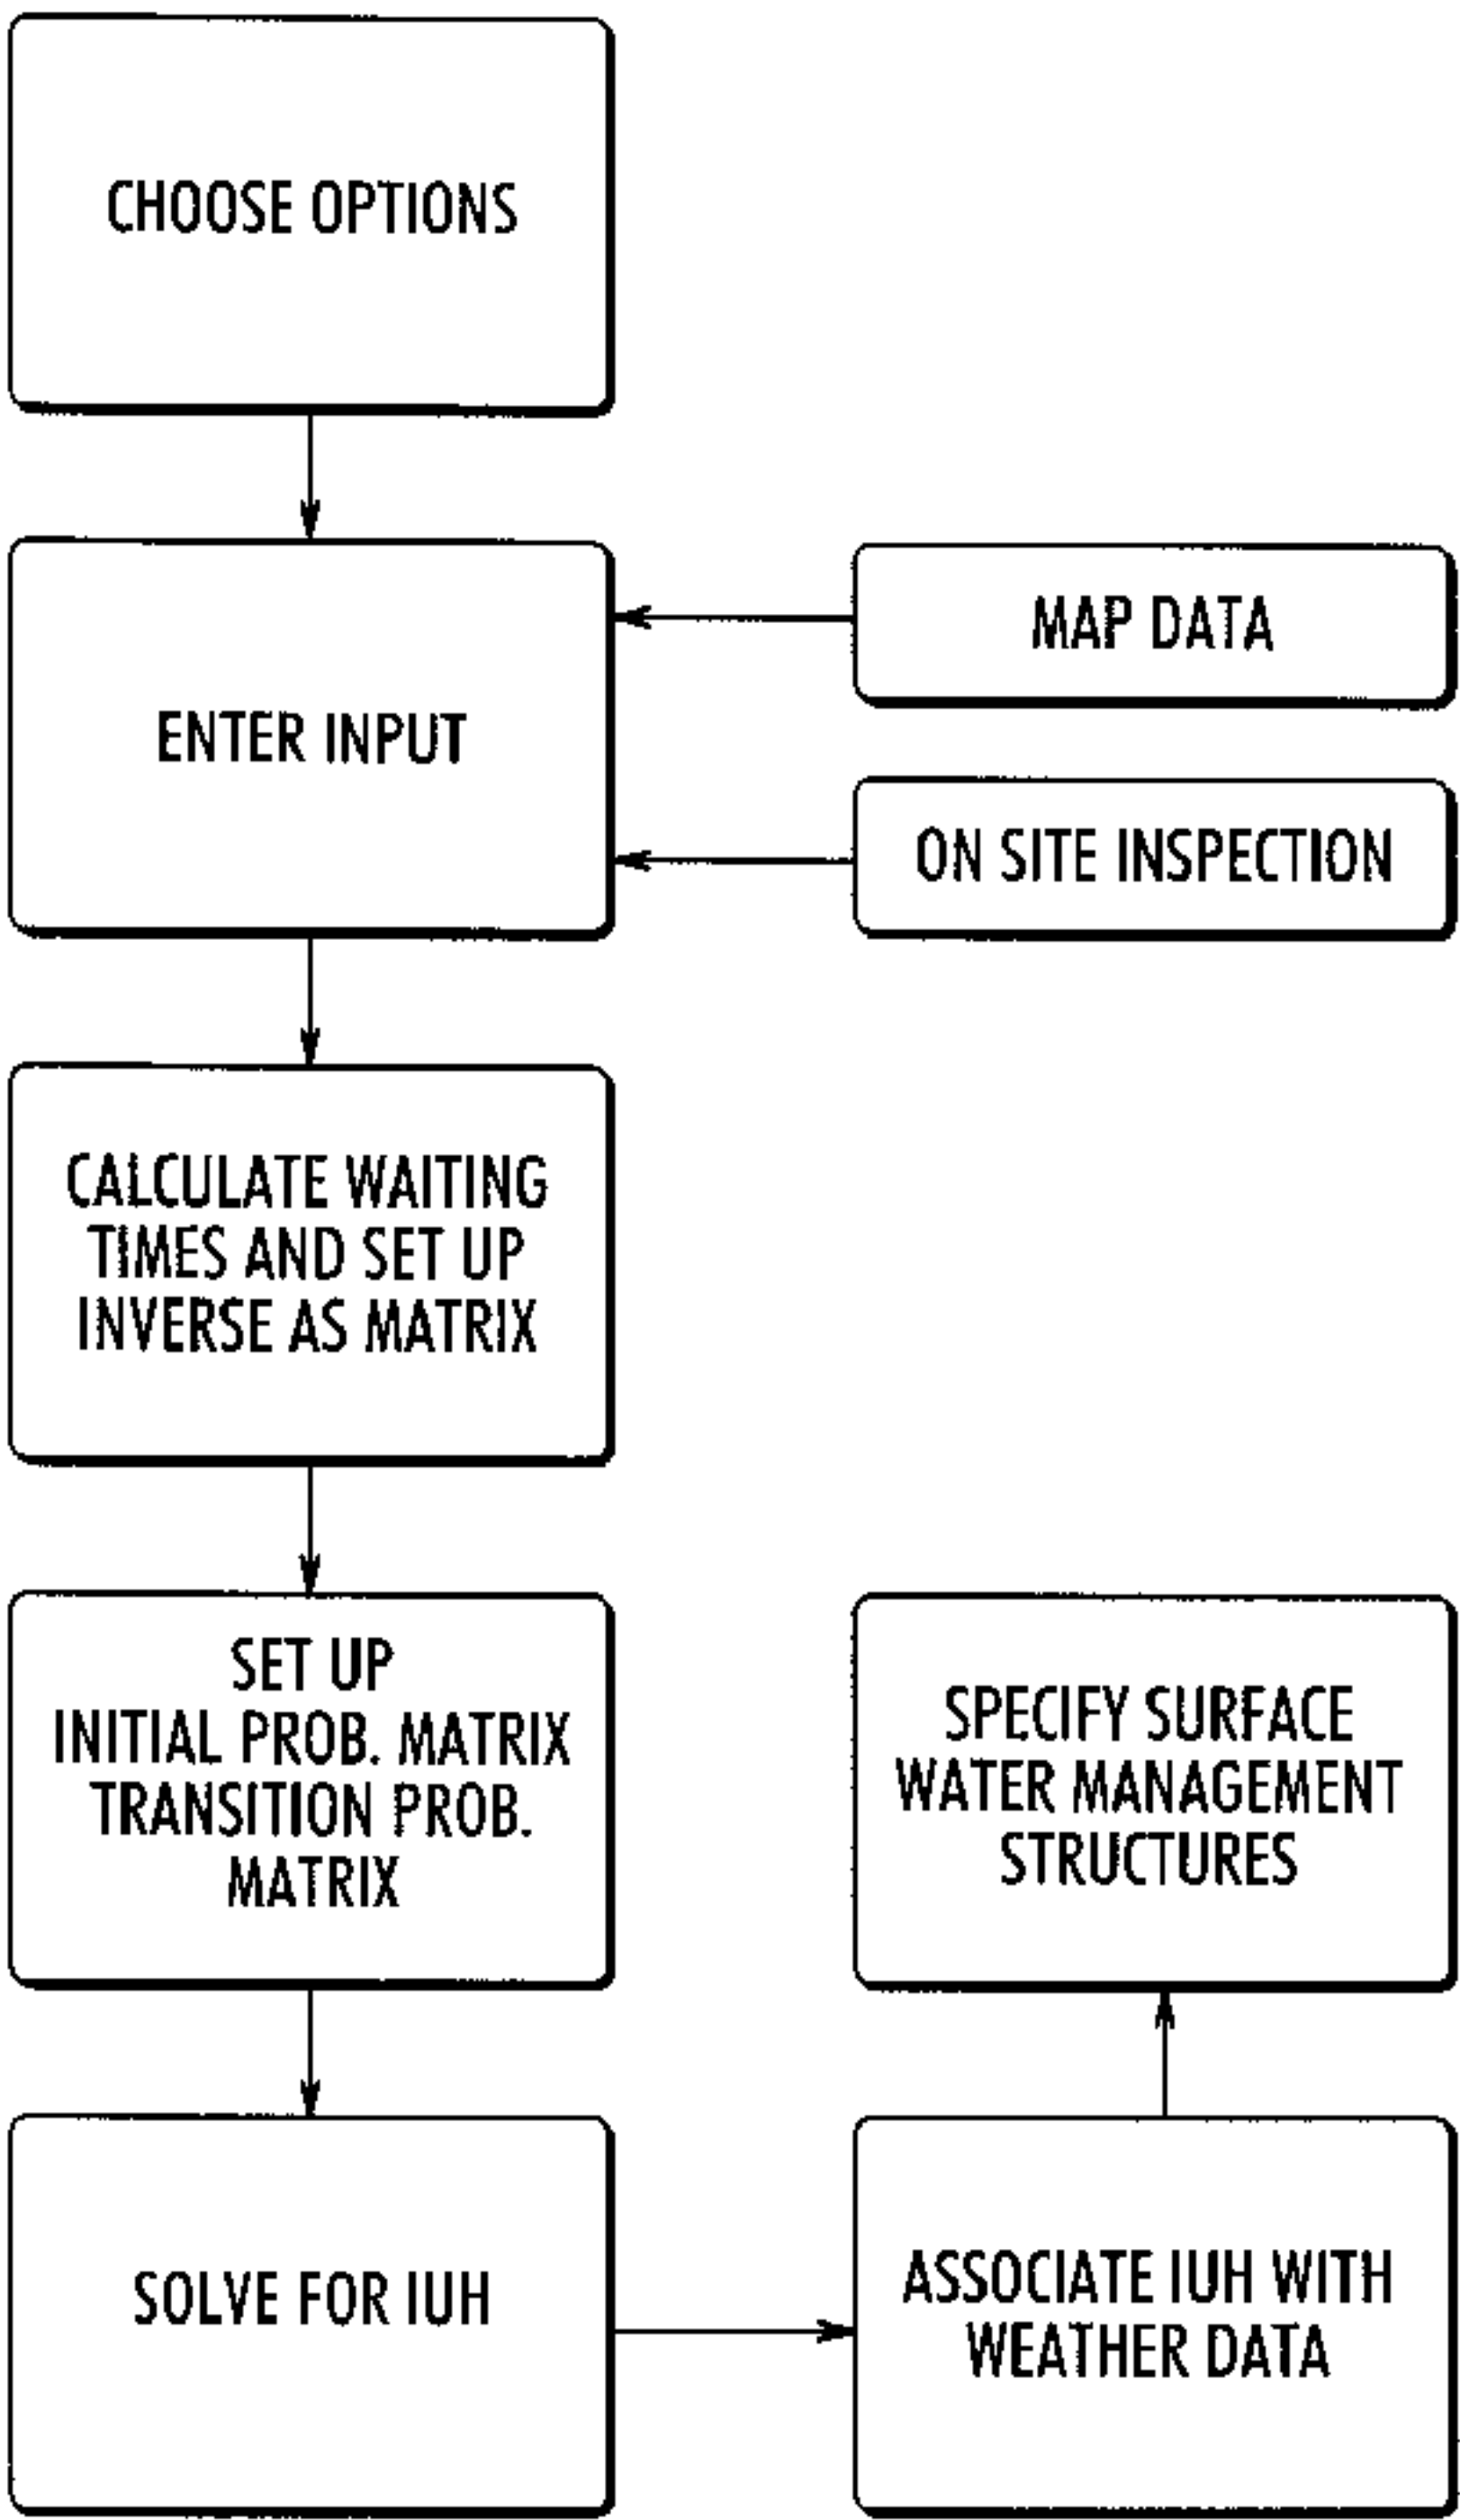 CHOOSE OPTIONS
ENTER INPUT
MAP DATA
ON SITE INSPECTION
CALCULATE WAITING
TIMES AND SET UP
INVERSE AS MATRIX
SET UP
INITIAL PROB. MATRIX
TRANSITION PROB.
MATRIX
SOLVE FOR IUH
ASSOCIATE IUH WITH
WEATHER DATA
SPECIFY SURFACE
WATER MANAGEMENT
STRUCTURES